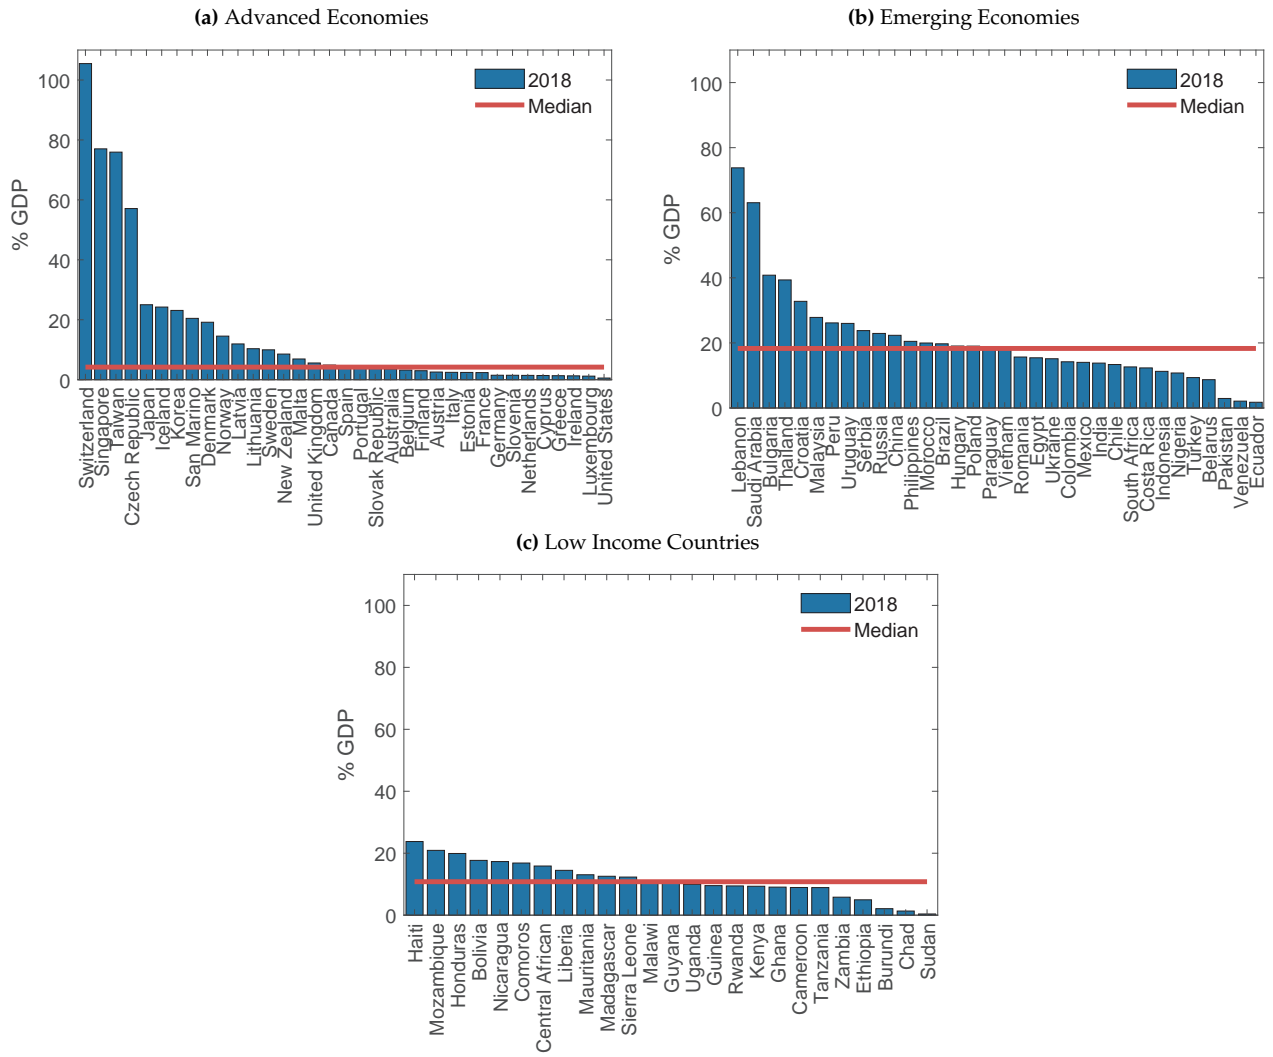 (a) Advanced Economies
100
80
60
40
20
0
% GDP
2018
Median
Switzerland
Singapore
Taiwan
Czech Republic
Japan
Iceland
Korea
San Marino
Denmark
Norway
Latvia
Lithuania
Sweden
New Zealand
Malta
United Kingdom
Canada
Spain
Portugal
Slovak Republic
Australia
Belgium
Finland
Austria
Italy
Estonia
France
Germany
Slovenia
Netherlands
Cyprus
Greece
Ireland
Luxembourg
United States
(b) Emerging Economies
100
80
60
40
20
0
% GDP
2018
Median
Lebanon
Saudi Arabia
Bulgaria
Thailand
Croatia
Malaysia
Peru
Uruguay
Serbia
Russia
China
Philippines
Morocco
Brazil
Hungary
Poland
Paraguay
Vietnam
Romania
Egypt
Ukraine
Colombia
Mexico
India
Chile
South Africa
Costa Rica
Indonesia
Nigeria
Turkey
Belarus
Pakistan
Venezuela
Ecuador
(c) Low Income Countries
100
80
60
40
20
0
% GDP
2018
Median
Haiti
Mozambique
Honduras
Bolivia
Nicaragua
Comoros
Central African
Liberia
Mauritania
Madagascar
Sierra Leone
Malawi
Guyana
Uganda
Guinea
Rwanda
Kenya
Ghana
Cameroon
Tanzania
Zambia
Ethiopia
Burundi
Chad
Sudan